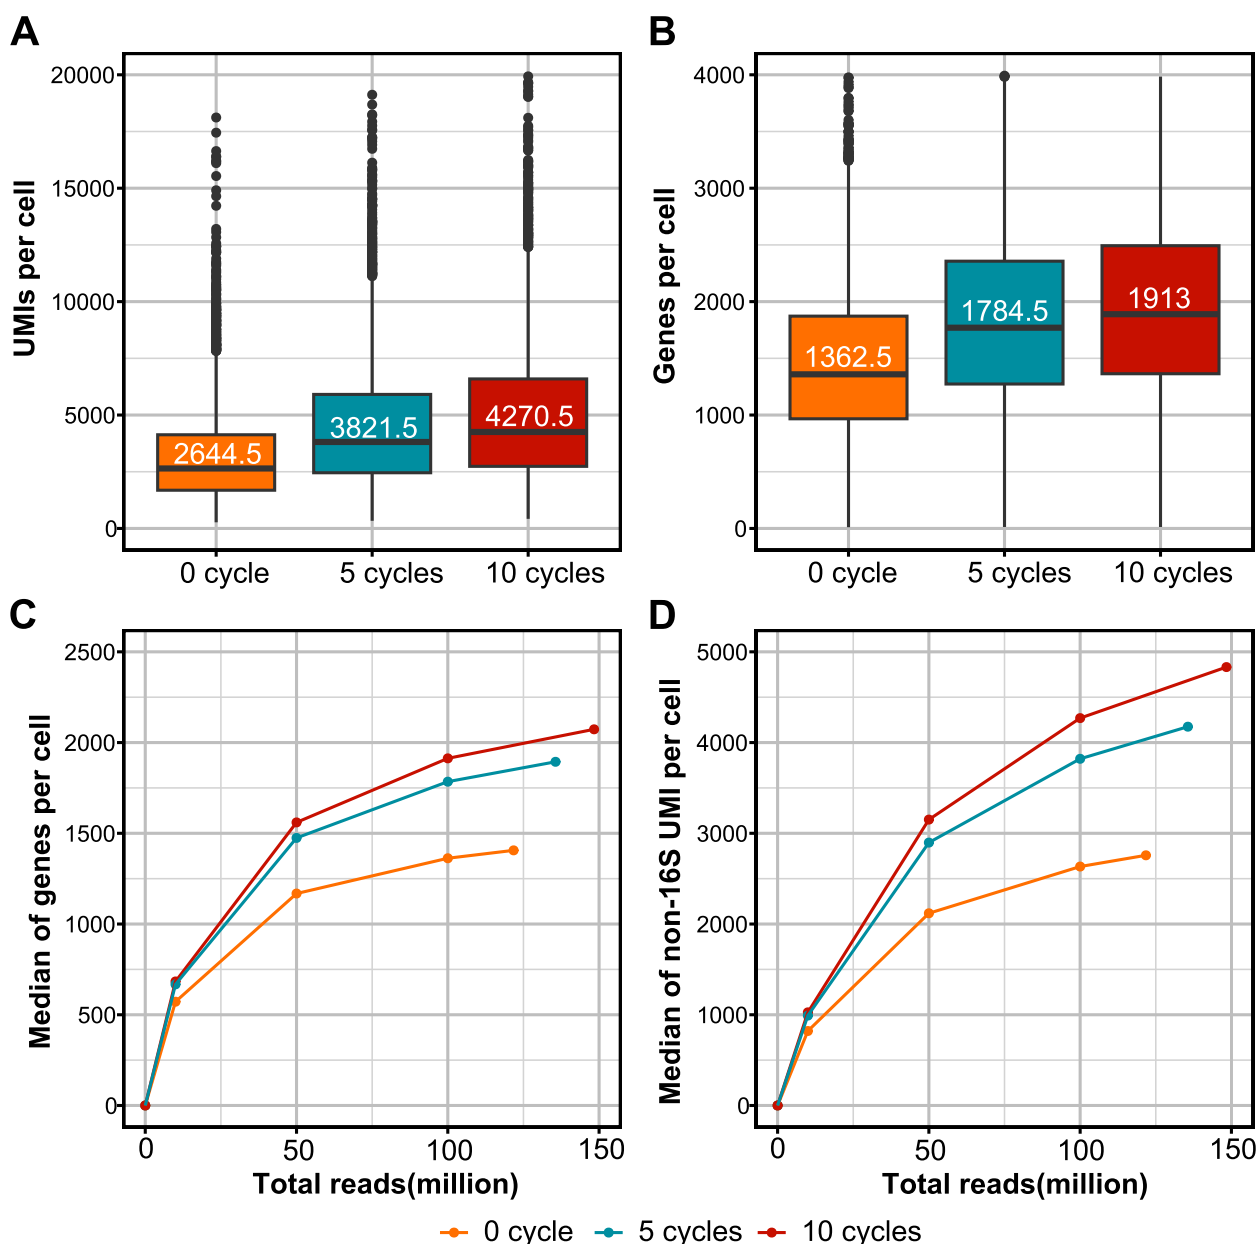 A
UMIs per cell
20000
15000
10000
5000
0
2644.5
3821.5
4270.5
0 cycle
5 cycles
10 cycles
B
Genes per cell
4000
3000
2000
1000
0
1362.5
1784.5
1913
0 cycle
5 cycles
10 cycles
C
Median of genes per cell
2500
2000
1500
1000
500
0
0
50
100
150
Total reads(million)
D
Median of non-16S UMI per cell
5000
4000
3000
2000
1000
0
0
50
100
150
Total reads(million)
0 cycle
5 cycles
10 cycles